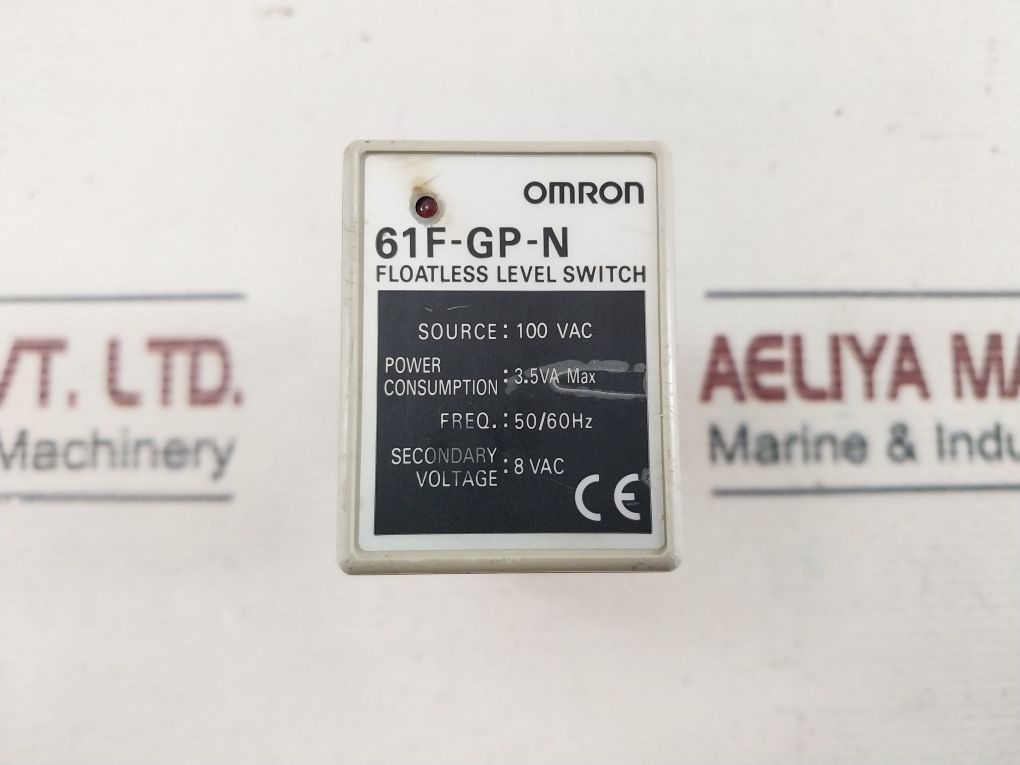 OMRON
61F-GP-N
FLOATLESS LEVEL SWITCH
SOURCE: 100 VAC
POWER CONSUMPTION: 3.5VA Max
FREQ.: 50/60Hz
SECONDARY VOLTAGE: 8 VAC
CE
VT. LTD.
Machinery
AELIYA MA
Marine & Indu